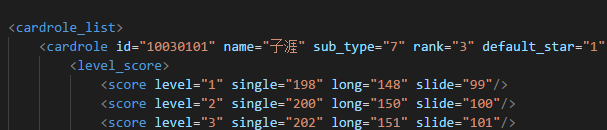 <cardrole_list>
<cardrole id="10030101" name="子涯" sub_type="7" rank="3" default_star="1"
<level_score>
<score level="1" single="198" long="148" slide="99"/>
<score level="2" single="200" long="150" slide="100"/>
<score level="3" single="202" long="151" slide="101"/>